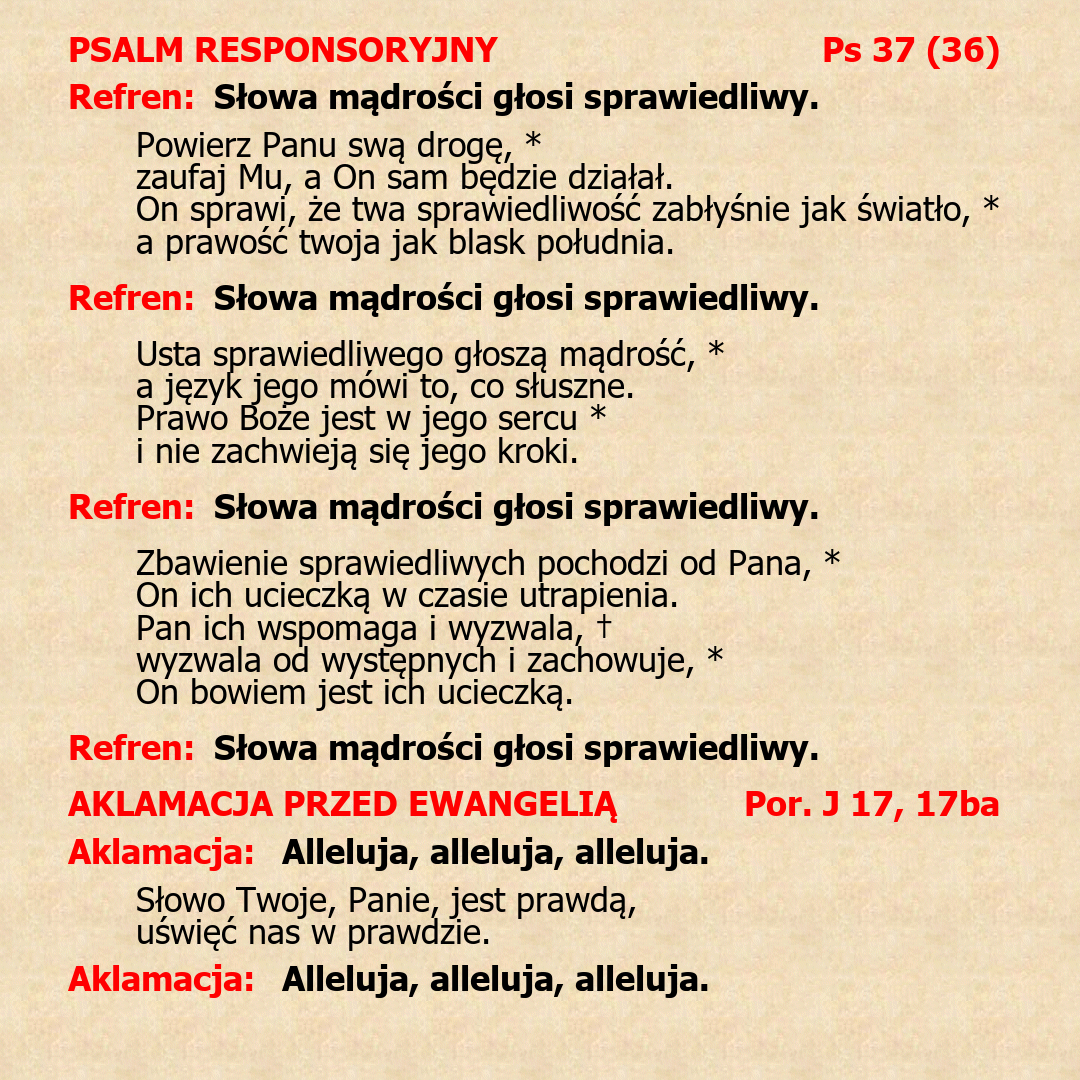 PSALM RESPONSORYJNY Ps 37 (36)
Refren: Słowa mądrości głosi sprawiedliwy.
Powierz Panu swą drogę, *
zaufaj Mu, a On sam będzie działał.
On sprawi, że twa sprawiedliwość zabłyśnie jak światło, *
a prawość twoja jak blask południa.
Refren: Słowa mądrości głosi sprawiedliwy.
Usta sprawiedliwego głoszą mądrość, *
a język jego mówi to, co słuszne.
Prawo Boże jest w jego sercu *
i nie zachwieją się jego kroki.
Refren: Słowa mądrości głosi sprawiedliwy.
Zbawienie sprawiedliwych pochodzi od Pana, *
On ich ucieczką w czasie utrapienia.
Pan ich wspomaga i wyzwala, †
wyzwala od występnych i zachowuje, *
On bowiem jest ich ucieczką.
Refren: Słowa mądrości głosi sprawiedliwy.
AKLAMACJA PRZED EWANGELIĄ Por. J 17, 17ba
Aklamacja: Alleluja, alleluja, alleluja.
Słowo Twoje, Panie, jest prawdą,
uświęć nas w prawdzie.
Aklamacja: Alleluja, alleluja, alleluja.